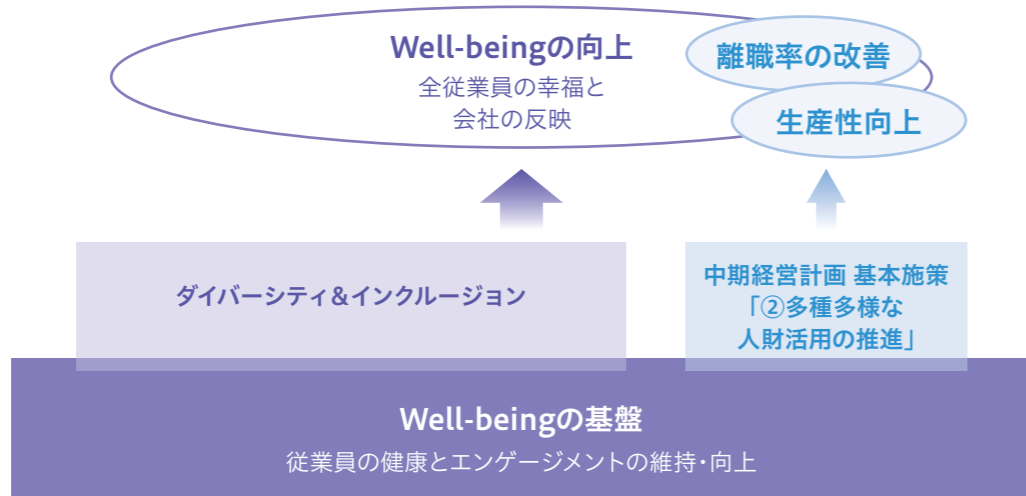 Well-beingの向上
全従業員の幸福と
会社の反映
離職率の改善
生産性向上
ダイバーシティ&インクルージョン
中期経営計画 基本施策
「②多種多様な
人財活用の推進」
Well-beingの基盤
従業員の健康とエンゲージメントの維持・向上